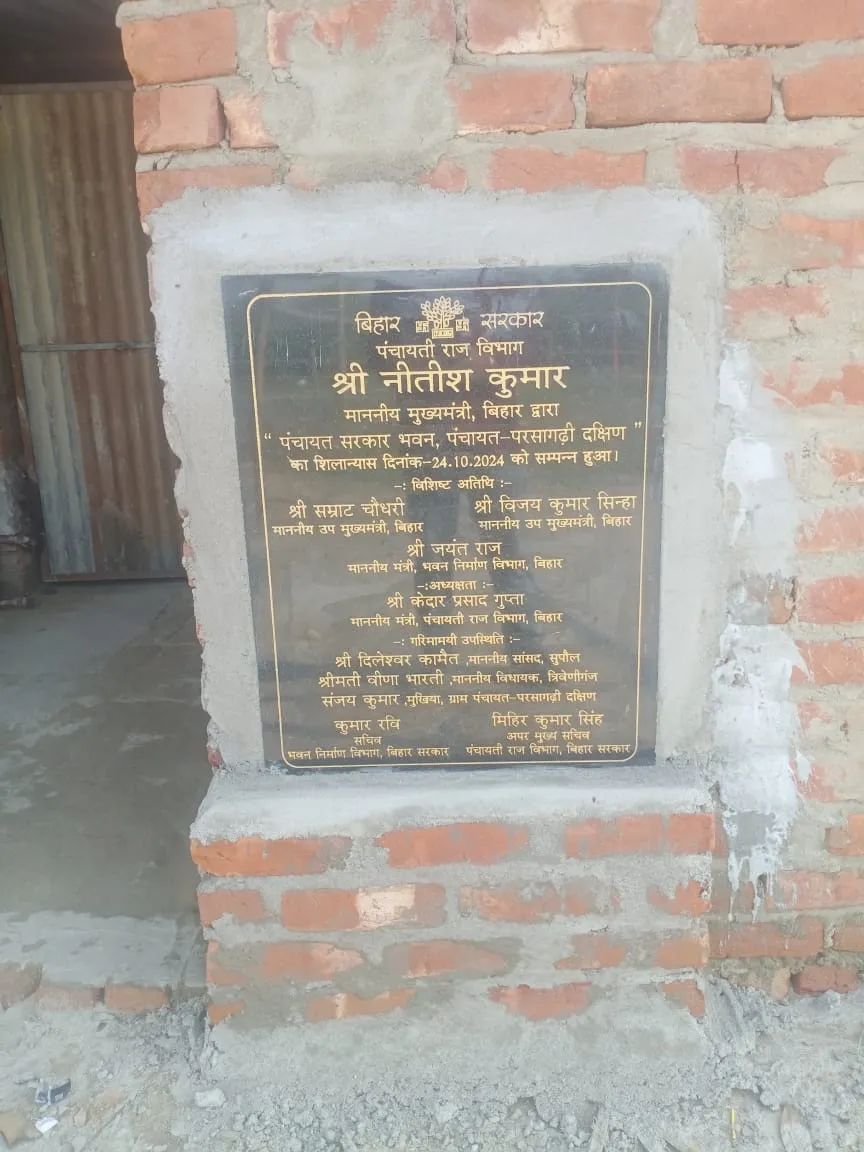 बिहार सरकार
पंचायती राज विभाग
श्री नीतीश कुमार
माननीय मुख्यमंत्री, बिहार द्वारा
“ पंचायत सरकार भवन, पंचायत-परसागढ़ी दक्षिण ”
का शिलान्यास दिनांक-24.10.2024 को सम्पन्न हुआ।
-: विशिष्ट अतिथि :-
श्री सम्राट चौधरी श्री विजय कुमार सिन्हा
माननीय उप मुख्यमंत्री, बिहार माननीय उप मुख्यमंत्री, बिहार
श्री जयंत राज
माननीय मंत्री, भवन निर्माण विभाग, बिहार
-:अध्यक्षता :-
श्री केदार प्रसाद गुप्ता
माननीय मंत्री, पंचायती राज विभाग, बिहार
-: गरिमामयी उपस्थिति :-
श्री दिलेश्वर कामैत ,माननीय सांसद, सुपौल
श्रीमती वीणा भारती ,माननीय विधायक, त्रिवेणीगंज
संजय कुमार ,मुखिया, ग्राम पंचायत-परसागढ़ी दक्षिण
कुमार रवि मिहिर कुमार सिंह
सचिव अपर मुख्य सचिव
भवन निर्माण विभाग, बिहार सरकार पंचायती राज विभाग, बिहार सरकार